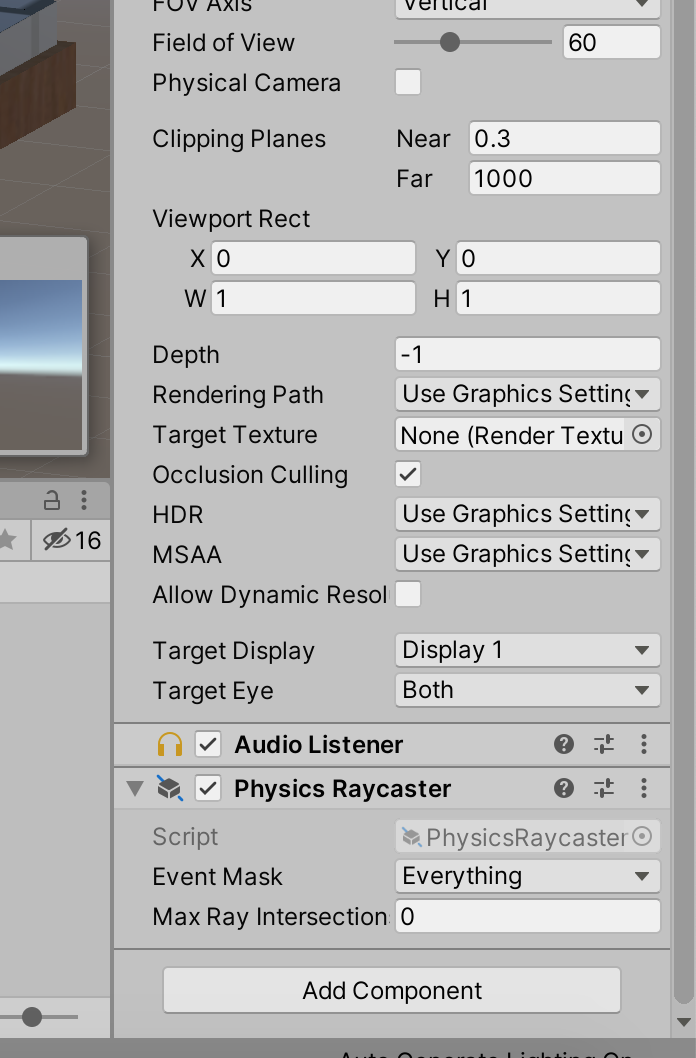 FOV Axis Vertical
Field of View 60
Physical Camera
Clipping Planes Near 0.3
Far 1000
Viewport Rect
X 0 Y 0
W 1 H 1
Depth -1
Rendering Path Use Graphics Setting
Target Texture None (Render Textu
Occlusion Culling
16
HDR Use Graphics Setting
MSAA Use Graphics Setting
Allow Dynamic Resol
Target Display Display 1
Target Eye Both
Audio Listener
Physics Raycaster
Script PhysicsRaycaster
Event Mask Everything
Max Ray Intersection 0
Add Component
Auto Generate Lighting On